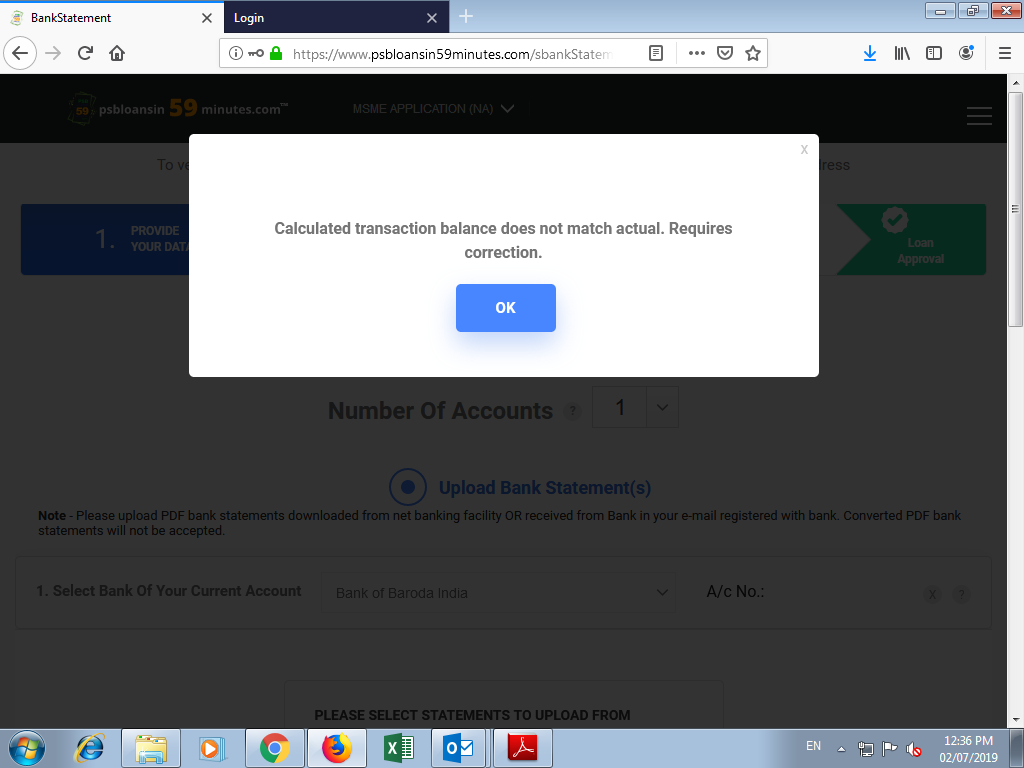 BankStatement
Login
https://www.psbloansin59minutes.com/sbankStatem
psbloansin 59 minutes.com™
MSME APPLICATION (NA)
X
To ve
dress
Calculated transaction balance does not match actual. Requires
correction.
OK
1.
PROVIDE
YOUR DATA
Loan
Approval
Number Of Accounts ? 1
Upload Bank Statement(s)
Note - Please upload PDF bank statements downloaded from net banking facility OR received from Bank in your e-mail registered with bank. Converted PDF bank
statements will not be accepted.
1. Select Bank Of Your Current Account
Bank of Baroda India
A/c No.:
X ?
PLEASE SELECT STATEMENTS TO UPLOAD FROM
EN
12:36 PM
02/07/2019